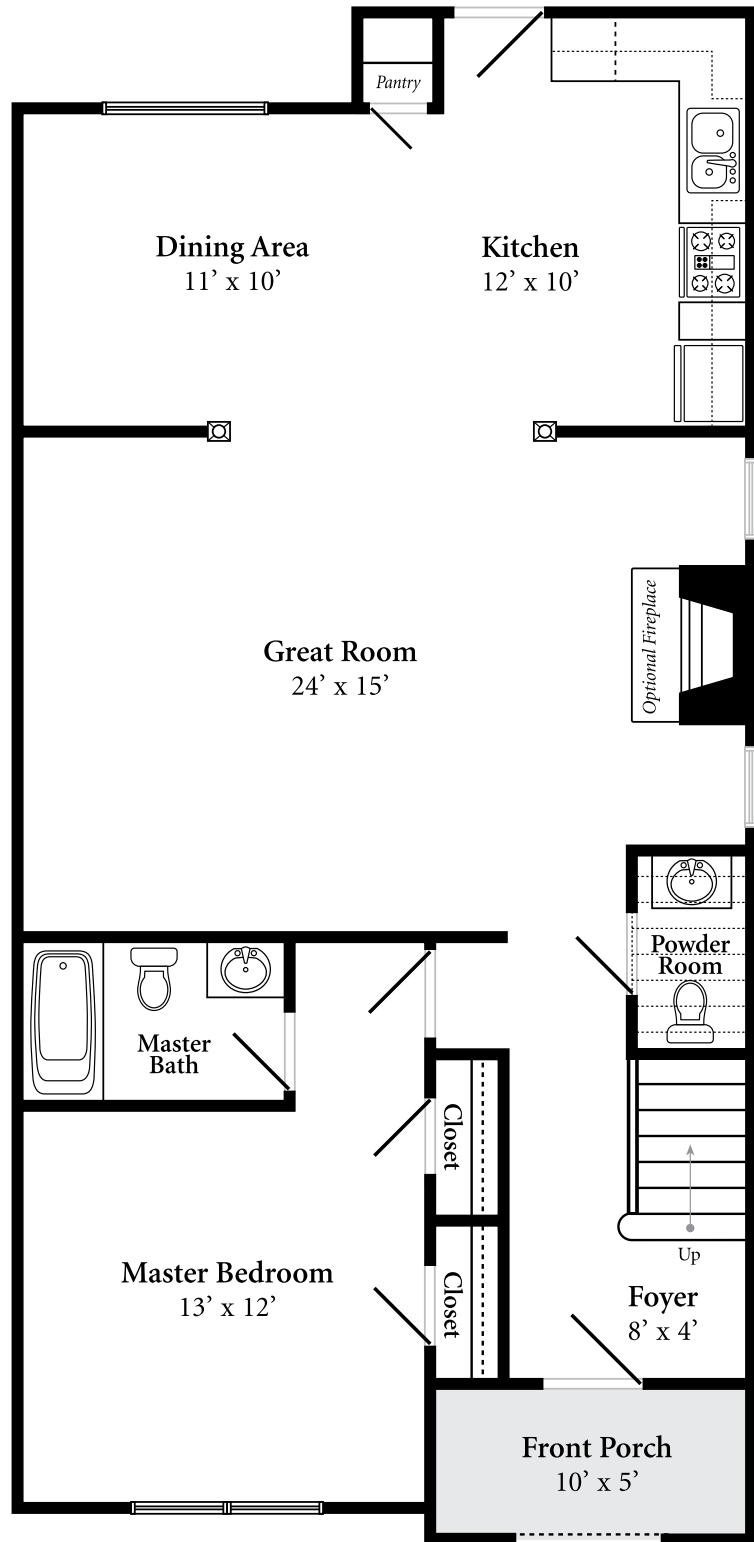 Pantry
Dining Area
11’ x 10’
Kitchen
12’ x 10’
Great Room
24’ x 15’
Optional Fireplace
Powder
Room
Master
Bath
Closet
Closet
Master Bedroom
13’ x 12’
Up
Foyer
8’ x 4’
Front Porch
10’ x 5’